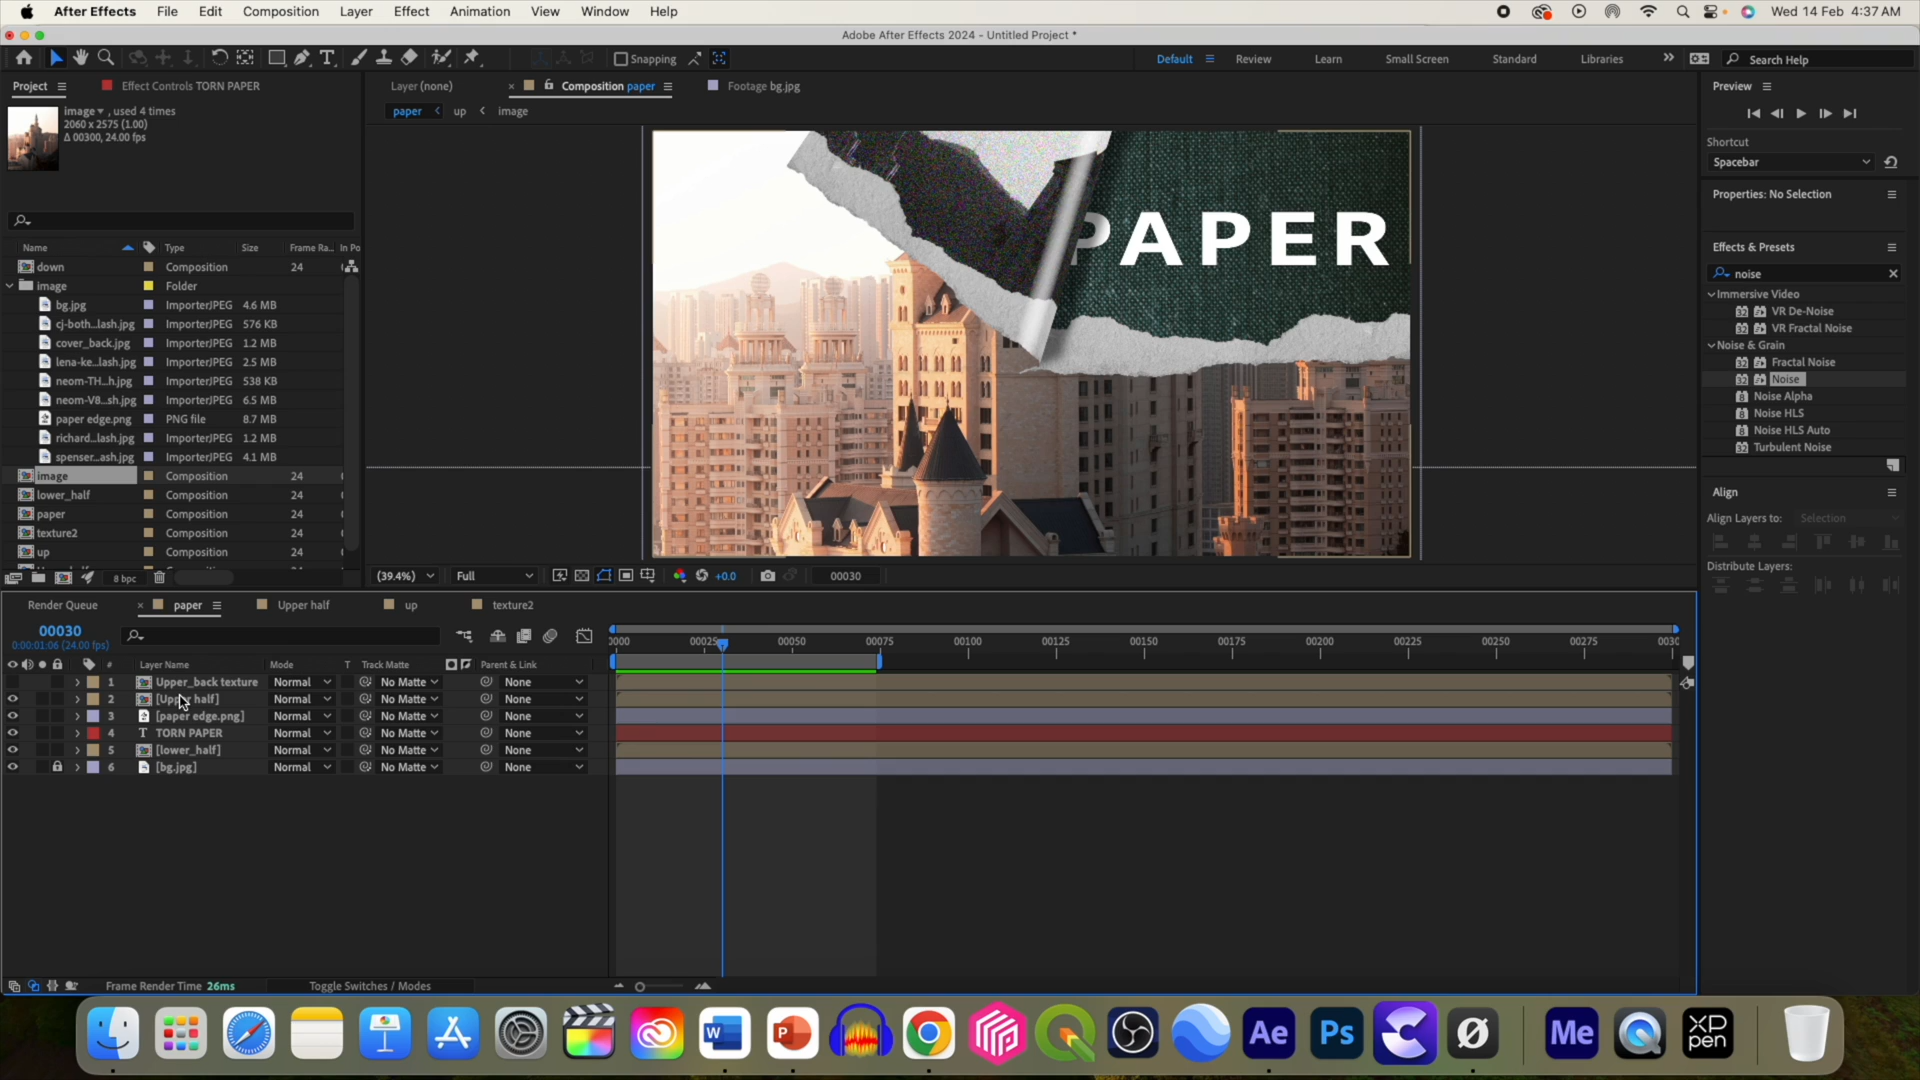 After Effects File Edit Composition Layer Effect Animation View Window Help Wed 14 Feb 4:37 AM
Adobe After Effects 2024 - Untitled Project *
Snapping Default Review Learn Small Screen Standard Libraries Search Help
Project Effect Controls TORN PAPER Layer (none) Composition paper Footage bg.jpg Preview
image , used 4 times
2060 x 2575 (1.00)
Δ 00300, 24.00 fps
paper up image
Shortcut
Spacebar
Properties: No Selection
Effects & Presets
noise
Immersive Video
32 VR De-Noise
32 VR Fractal Noise
Noise & Grain
32 Fractal Noise
32 Noise
8 Noise Alpha
8 Noise HLS
8 Noise HLS Auto
32 Turbulent Noise
Align
Align Layers to: Selection
Distribute Layers:
Name Type Size Frame Ra... In Po
down Composition 24
image Folder
bg.jpg ImporterJPEG 4.6 MB
cj-both...lash.jpg ImporterJPEG 576 KB
cover_back.jpg ImporterJPEG 1.2 MB
lena-ke...lash.jpg ImporterJPEG 2.5 MB
neom-TH...h.jpg ImporterJPEG 538 KB
neom-V8...sh.jpg ImporterJPEG 6.5 MB
paper edge.png PNG file 8.7 MB
richard...lash.jpg ImporterJPEG 1.2 MB
spenser...ash.jpg ImporterJPEG 4.1 MB
image Composition 24
lower_half Composition 24
paper Composition 24
texture2 Composition 24
up Composition 24
8 bpc
PAPER
(39.4%) Full +0.0 00030
Render Queue paper Upper half up texture2
00030
0:00:01:06 (24.00 fps)
0000 00025 00050 00075 00100 00125 00150 00175 00200 00225 00250 00275 0030
# Layer Name Mode T Track Matte Parent & Link
1 Upper_back texture Normal No Matte None
2 [Upper half] Normal No Matte None
3 [paper edge.png] Normal No Matte None
4 T TORN PAPER Normal No Matte None
5 [lower_half] Normal No Matte None
6 [bg.jpg] Normal No Matte None
Frame Render Time 26ms Toggle Switches / Modes
W P Ae Ps Me XP
pen